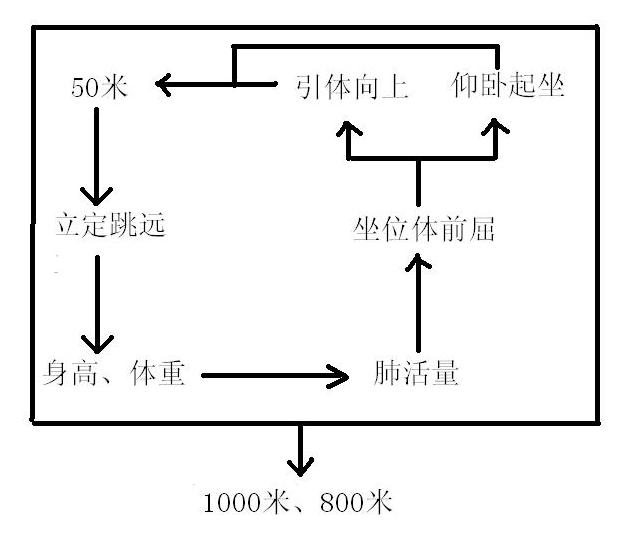 50米 引体向上 仰卧起坐
立定跳远 坐位体前屈
身高、体重 肺活量
1000米、800米